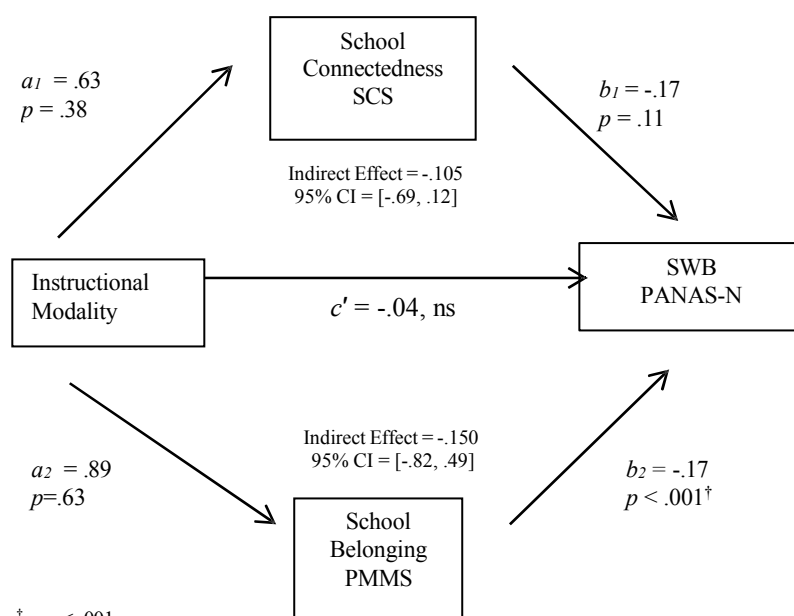 School
Connectedness
SCS
a1 = .63
p = .38
b1 = -.17
p = .11
Indirect Effect = -.105
95% CI = [-.69, .12]
Instructional
Modality
SWB
PANAS-N
c′ = -.04, ns
Indirect Effect = -.150
95% CI = [-.82, .49]
a2 = .89
p=.63
b2 = -.17
p < .001†
School
Belonging
PMMS